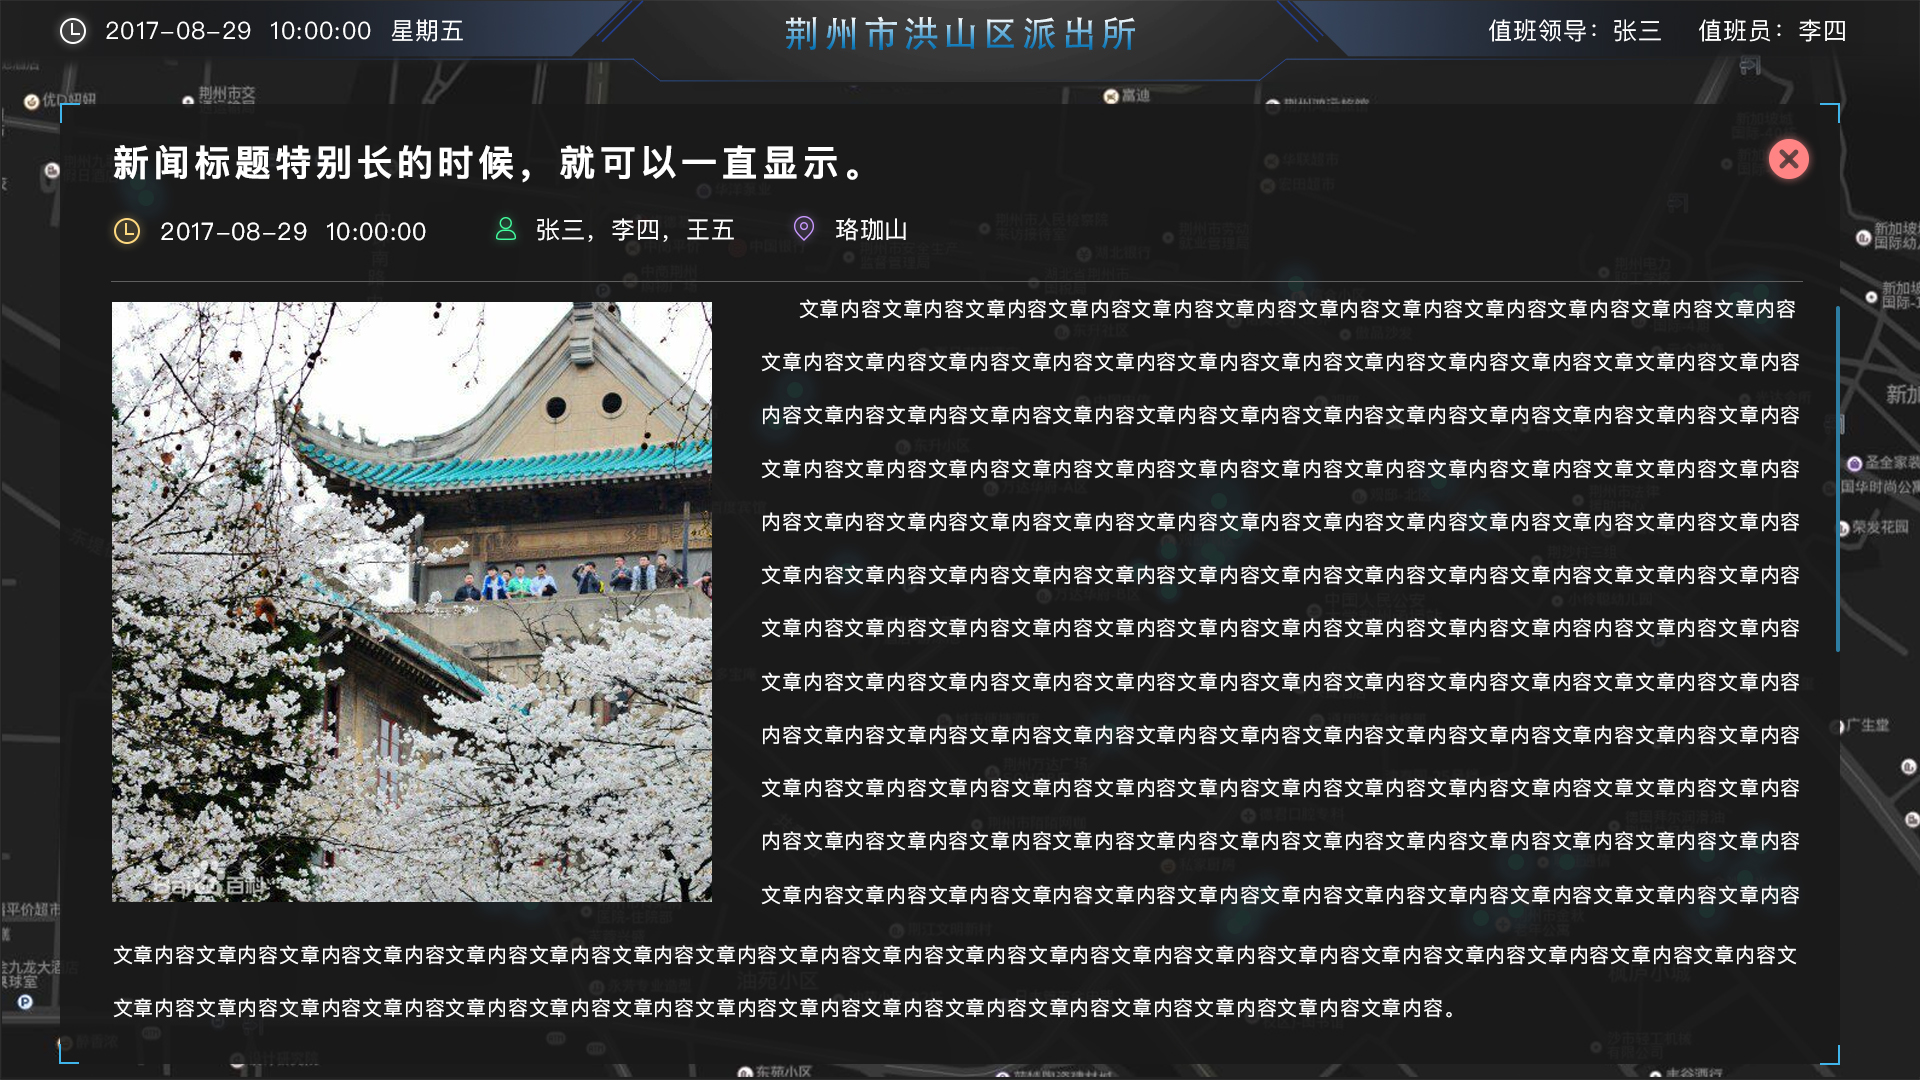 2017-08-29 10:00:00 星期五
荆州市洪山区派出所
值班领导：张三 值班员：李四
荆州市交
富迪
新闻标题特别长的时候，就可以一直显示。
2017-08-29 10:00:00 张三，李四，王五 珞珈山
文章内容文章内容文章内容文章内容文章内容文章内容文章内容文章内容文章内容文章内容文章内容文章内容
文章内容文章内容文章内容文章内容文章内容文章内容文章内容文章内容文章内容文章内容文章文章内容文章内容
内容文章内容文章内容文章内容文章内容文章内容文章内容文章内容文章内容文章内容文章内容文章内容文章内容
文章内容文章内容文章内容文章内容文章内容文章内容文章内容文章内容文章内容文章内容文章文章内容文章内容
内容文章内容文章内容文章内容文章内容文章内容文章内容文章内容文章内容文章内容文章内容文章内容文章内容
文章内容文章内容文章内容文章内容文章内容文章内容文章内容文章内容文章内容文章内容文章文章内容文章内容
文章内容文章内容文章内容文章内容文章内容文章内容文章内容文章内容文章内容文章内容内容文章内容文章内容
文章内容文章内容文章内容文章内容文章内容文章内容文章内容文章内容文章内容文章内容文章文章内容文章内容
内容文章内容文章内容文章内容文章内容文章内容文章内容文章内容文章内容文章内容文章内容文章内容文章内容
文章内容文章内容文章内容文章内容文章内容文章内容文章内容文章内容文章内容文章内容文章文章内容文章内容
内容文章内容文章内容文章内容文章内容文章内容文章内容文章内容文章内容文章内容文章内容文章内容文章内容
文章内容文章内容文章内容文章内容文章内容文章内容文章内容文章内容文章内容文章内容文章文章内容文章内容
文章内容文章内容文章内容文章内容文章内容文章内容文章内容文章内容文章内容文章内容文章内容文章内容文章内容文章内容文章内容文章内容文章内容文章内容文章内容文章内容文
文章内容文章内容文章内容文章内容文章内容文章内容文章内容文章内容文章内容文章内容文章内容文章内容文章内容文章内容文章内容文章内容。
Baidu百科
圣全家装
国华时尚公寓
荣发花园
广生堂
东苑小区